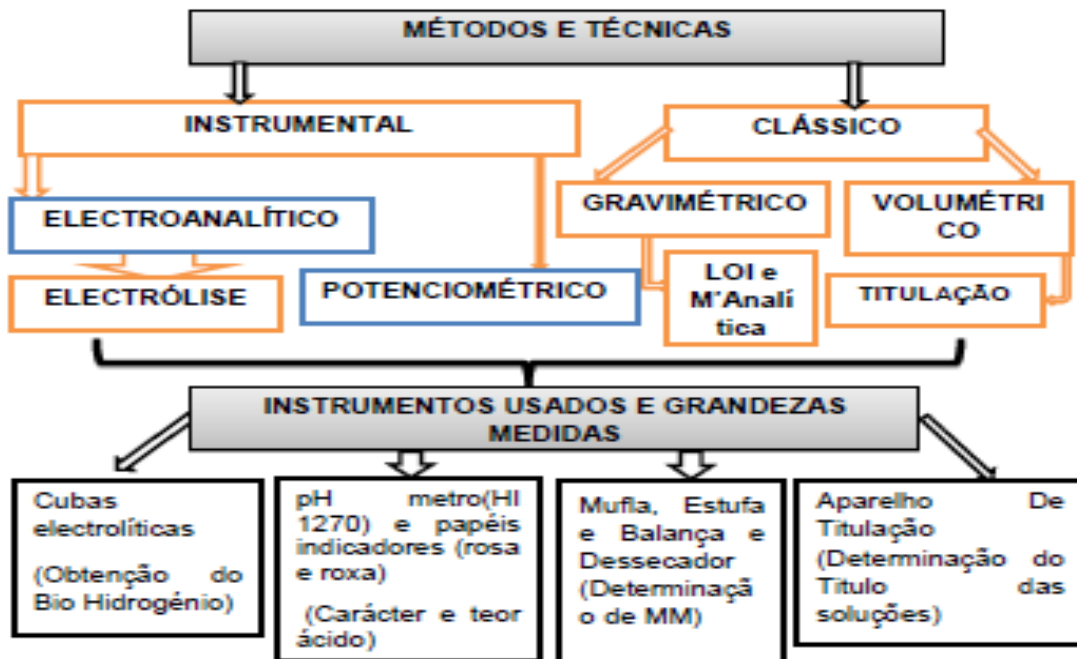 MÉTODOS E TÉCNICAS
INSTRUMENTAL
CLÁSSICO
ELECTROANALÍTICO
GRAVIMÉTRICO
VOLUMÉTRI
CO
ELECTRÓLISE
POTENCIOMÉTRICO
LOI e
M'Analí
tica
TITULAÇÃO
INSTRUMENTOS USADOS E GRANDEZAS
MEDIDAS
Cubas
electrolíticas
(Obtenção do
Bio Hidrogénio)
pH metro(HI
1270) e papéis
indicadores (rosa
e roxa)
(Carácter e teor
ácido)
Mufla, Estufa
e Balança e
Dessecador
(Determinaçã
o de MM)
Aparelho De
Titulação
(Determinação do
Titulo das
soluções)